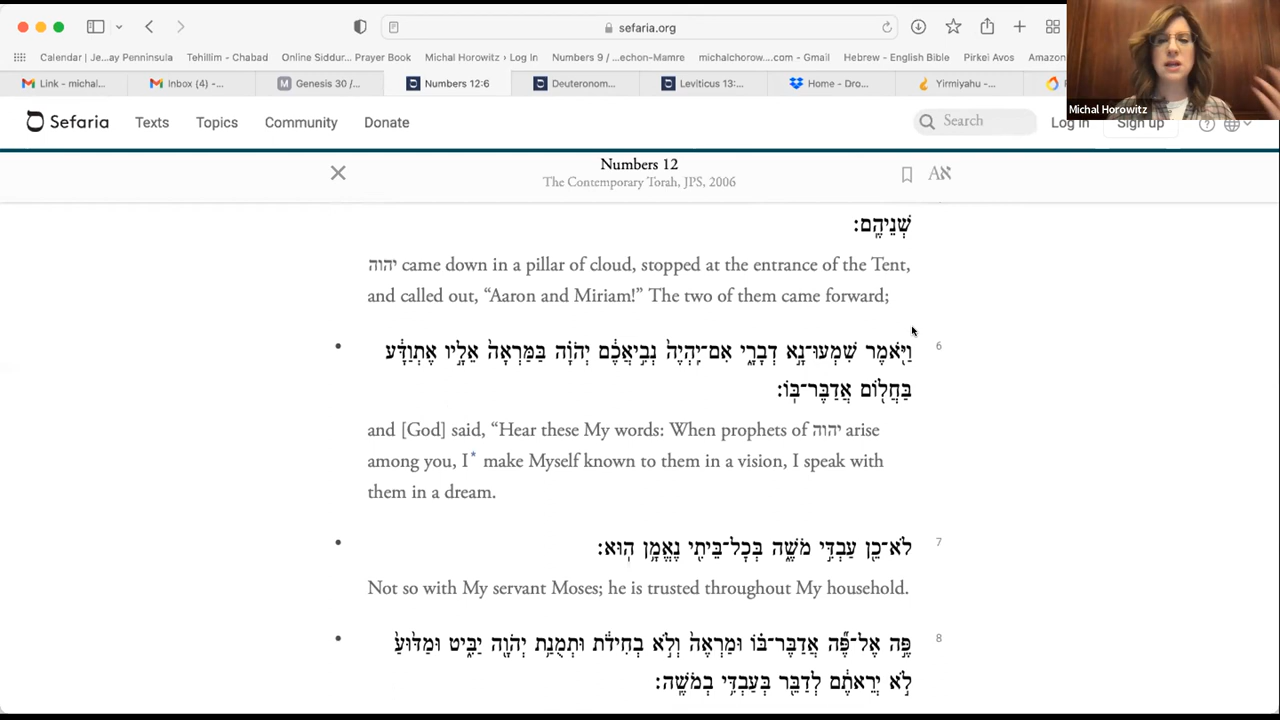 sefaria.org
Calendar | Je...ay Penninsula
Tehillim - Chabad
Online Siddur... Prayer Book
Michal Horowitz › Log In
Numbers 9 / ...echon-Mamre
michalchorow....com - Gmail
Hebrew - English Bible
Pirkei Avos
Amazon
Link - michal...
Inbox (4) -...
Genesis 30 /...
Numbers 12:6
Deuteronom...
Leviticus 13:...
Home - Dro...
Yirmiyahu -...
Michal Horowitz
Sefaria
Texts
Topics
Community
Donate
Search
Log in
Sign up
Numbers 12
The Contemporary Torah, JPS, 2006
שְׁנֵיהֶֽם׃
יהוה came down in a pillar of cloud, stopped at the entrance of the Tent,
and called out, “Aaron and Miriam!” The two of them came forward;
6
וַיֹּ֖אמֶר שִׁמְעוּ־נָ֣א דְבָרָ֑י אִם־יִֽהְיֶה֙ נְבִ֣יאֲכֶ֔ם יְהֹוָ֗ה בַּמַּרְאָה֙ אֵלָ֣יו אֶתְוַדָּ֔ע
בַּחֲל֖וֹם אֲדַבֶּר־בּֽוֹ׃
and [God] said, “Hear these My words: When prophets of יהוה arise
among you, I* make Myself known to them in a vision, I speak with
them in a dream.
7
לֹא־כֵ֖ן עַבְדִּ֣י מֹשֶׁ֑ה בְּכׇל־בֵּיתִ֖י נֶאֱמָ֥ן הֽוּא׃
Not so with My servant Moses; he is trusted throughout My household.
8
פֶּ֣ה אֶל־פֶּ֞ה אֲדַבֶּר־בּ֗וֹ וּמַרְאֶה֙ וְלֹ֣א בְחִידֹ֔ת וּתְמֻנַ֥ת יְהֹוָ֖ה יַבִּ֑יט וּמַדּ֙וּעַ֙
לֹ֣א יְרֵאתֶ֔ם לְדַבֵּ֖ר בְּעַבְדִּ֥י בְמֹשֶֽׁה׃